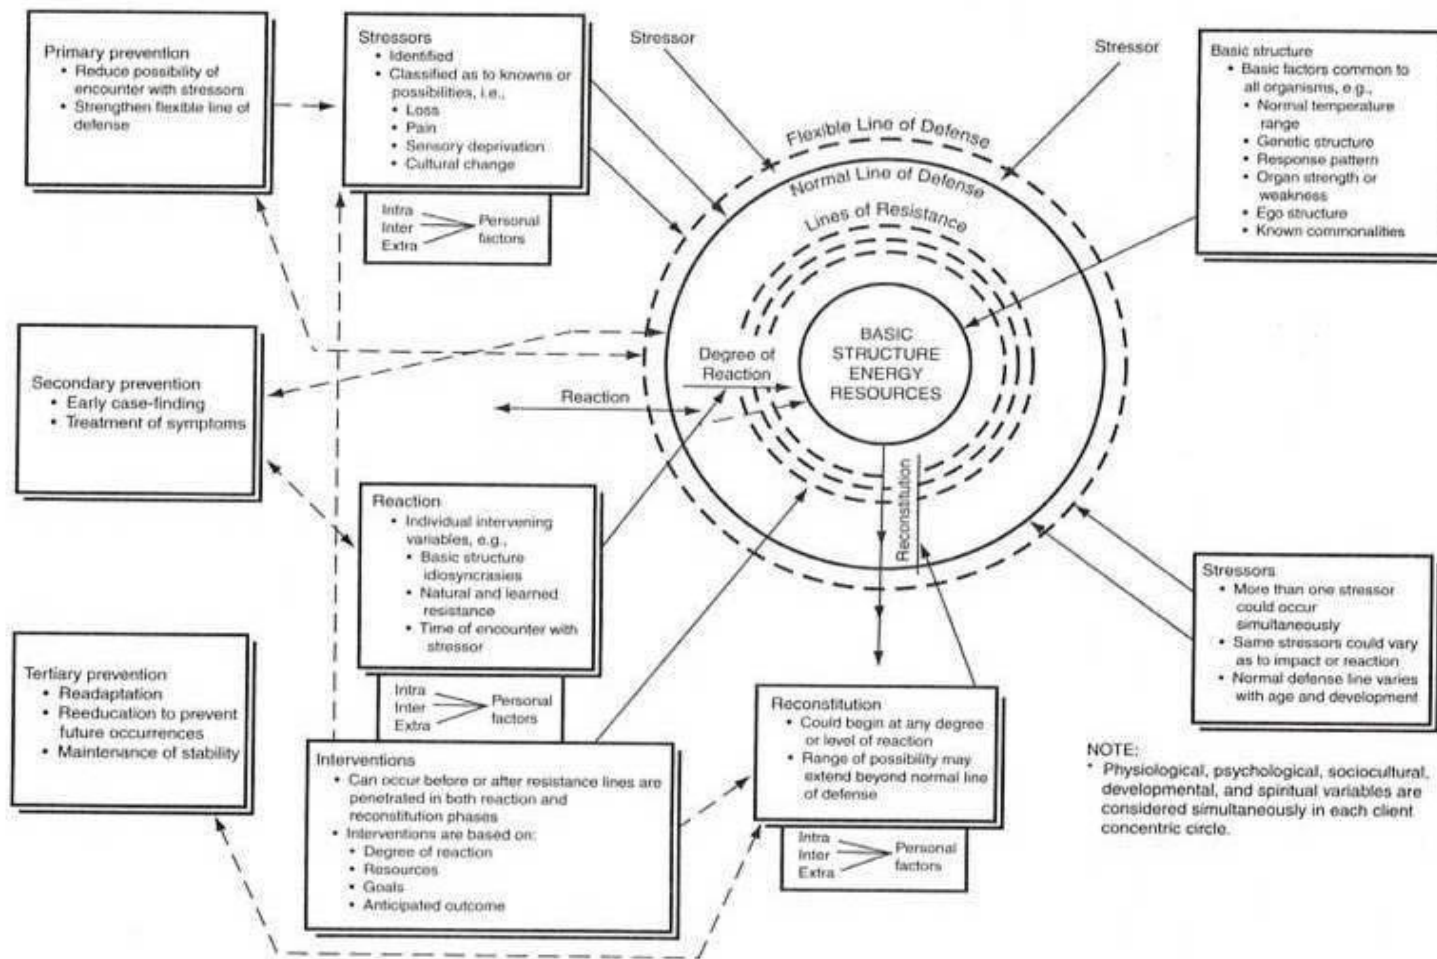 Primary prevention
• Reduce possibility of
encounter with stressors
• Strengthen flexible line of
defense
Stressors
• Identified
• Classified as to knowns or
possibilities, i.e.,
• Loss
• Pain
• Sensory deprivation
• Cultural change
Intra
Inter
Extra
Personal
factors
Stressor
Stressor
Basic structure
• Basic factors common to
all organisms, e.g.,
• Normal temperature
range
• Genetic structure
• Response pattern
• Organ strength or
weakness
• Ego structure
• Known commonalities
Flexible Line of Defense
Normal Line of Defense
Lines of Resistance
BASIC
STRUCTURE
ENERGY
RESOURCES
Degree of
Reaction
Reaction
Reconstitution
Secondary prevention
• Early case-finding
• Treatment of symptoms
Reaction
• Individual intervening
variables, e.g.,
• Basic structure
idiosyncrasies
• Natural and learned
resistance
• Time of encounter with
stressor
Intra
Inter
Extra
Personal
factors
Stressors
• More than one stressor
could occur
simultaneously
• Same stressors could vary
as to impact or reaction
• Normal defense line varies
with age and development
Tertiary prevention
• Readaptation
• Reeducation to prevent
future occurrences
• Maintenance of stability
Interventions
• Can occur before or after resistance lines are
penetrated in both reaction and
reconstitution phases
• Interventions are based on:
• Degree of reaction
• Resources
• Goals
• Anticipated outcome
Reconstitution
• Could begin at any degree
or level of reaction
• Range of possibility may
extend beyond normal line
of defense
Intra
Inter
Extra
Personal
factors
NOTE:
* Physiological, psychological, sociocultural,
developmental, and spiritual variables are
considered simultaneously in each client
concentric circle.